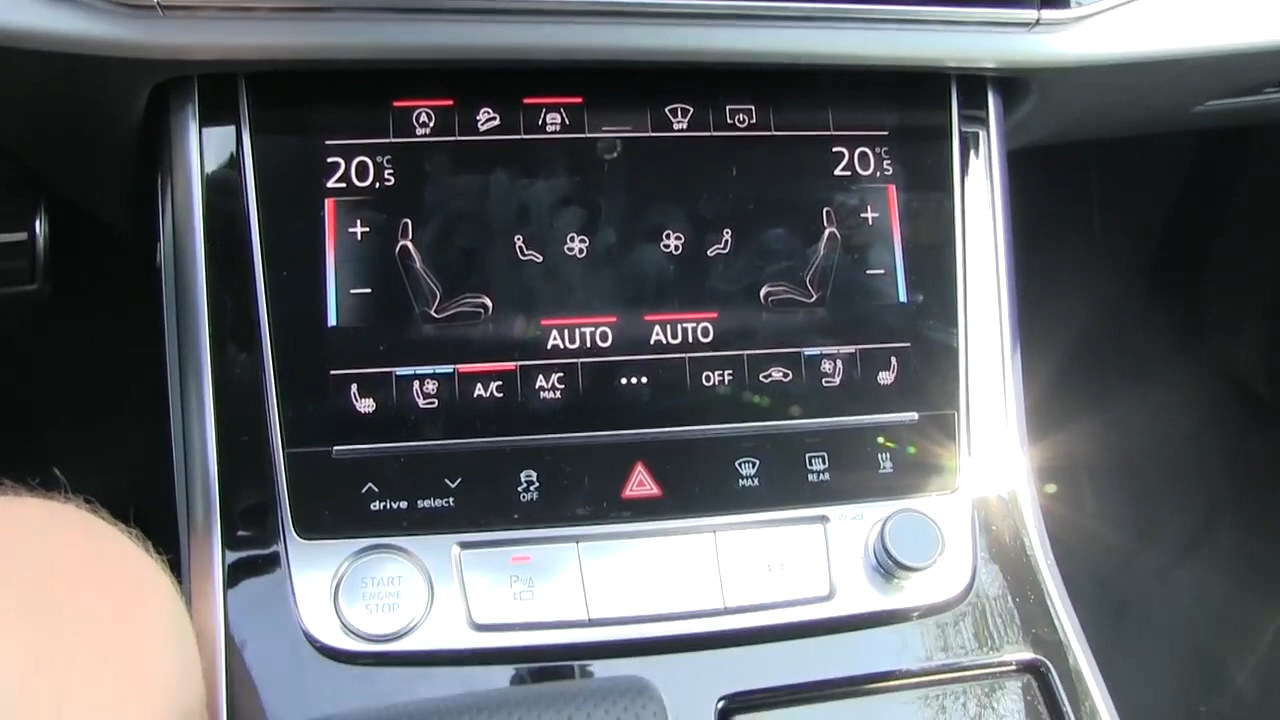 A
OFF
OFF
OFF
20,5 °C
20,5 °C
+
+
−
−
AUTO
AUTO
A/C
A/C
MAX
•••
OFF
drive select
OFF
MAX
REAR
START
ENGINE
STOP
P